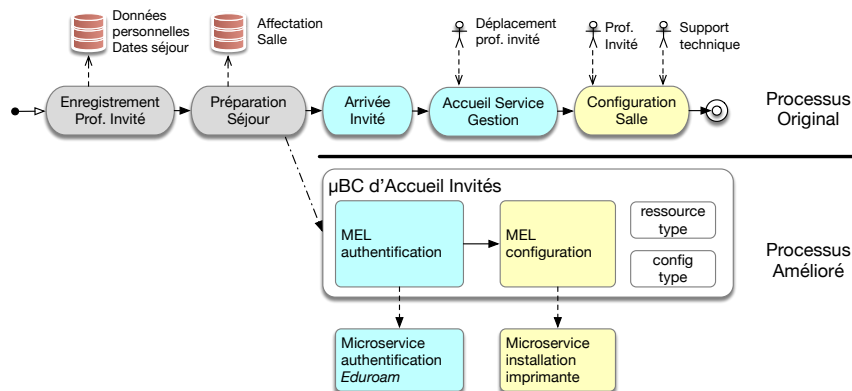 Données
personnelles
Dates séjour
Affectation
Salle
Déplacement
prof. invité
Prof.
Invité
Support
technique
Enregistrement
Prof. Invité
Préparation
Séjour
Arrivée
Invité
Accueil Service
Gestion
Configuration
Salle
Processus
Original
µBC d'Accueil Invités
MEL
authentification
MEL
configuration
ressource
type
config
type
Processus
Amélioré
Microservice
authentification
Eduroam
Microservice
installation
imprimante